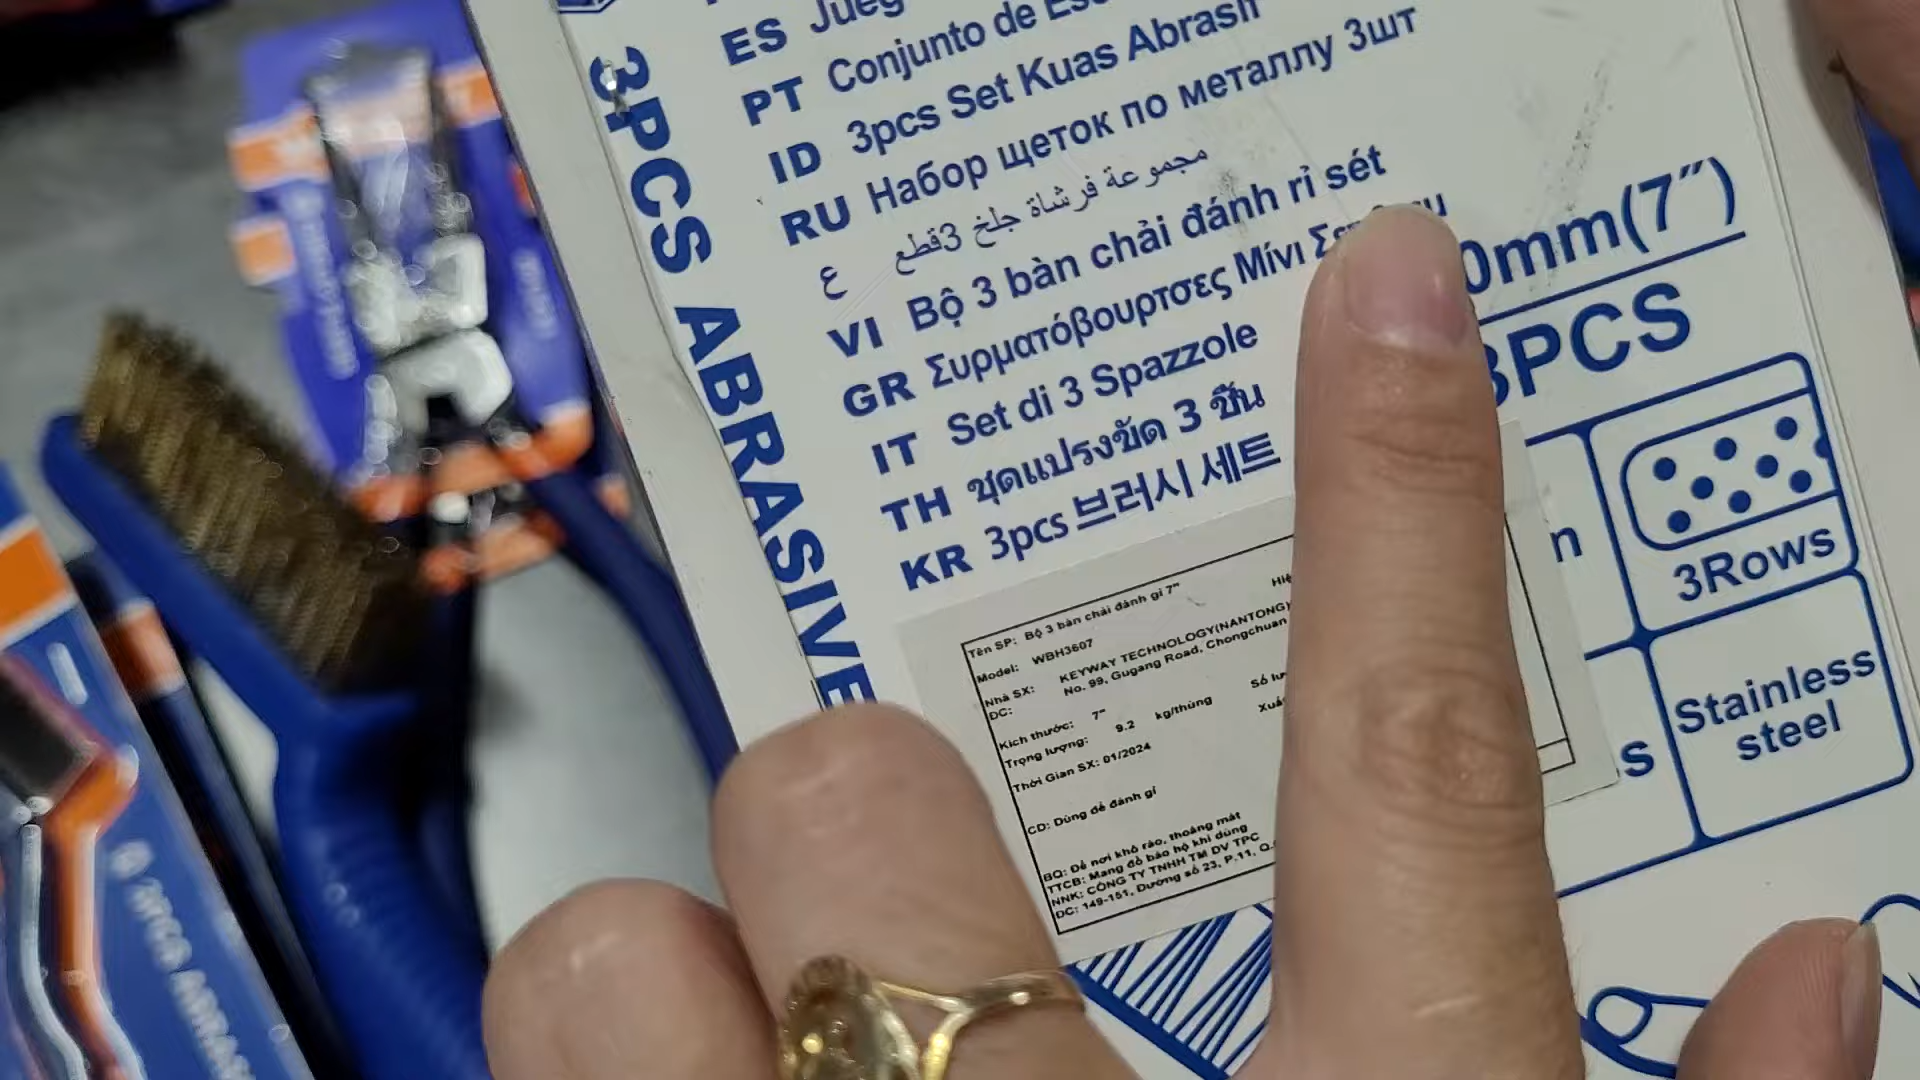 3PCS ABRASIVE
ES Jueg
PT Conjunto de Es
ID 3pcs Set Kuas Abrasif
RU Набор щеток по металлу 3шт
ع مجموعة فرشاة جلخ 3قطع
VI Bộ 3 bàn chải đánh rỉ sét
GR Συρματόβουρτσες Μίνι
IT Set di 3 Spazzole
TH ชุดแปรงขัด 3 ชิ้น
KR 3pcs 브러시 세트
0mm(7″)
3PCS
3Rows
Stainless
steel
Tên SP: Bộ 3 bàn chải đánh gỉ 7"
Model: WBH3607
Nhà SX: KEYWAY TECHNOLOGY(NANTONG)
ĐC: No. 99, Gugang Road, Chongchuan
Kích thước: 7"
Trọng lượng: 9.2 kg/thùng
Thời Gian SX: 01/2024
CD: Dùng để đánh gỉ
BQ: Để nơi khô ráo, thoáng mát
TTCB: Mang đồ bảo hộ khi dùng
NNK: CÔNG TY TNHH TM DV TPC
ĐC: 149-151, Đường số 23, P.11, Q.
3PCS ABRAS